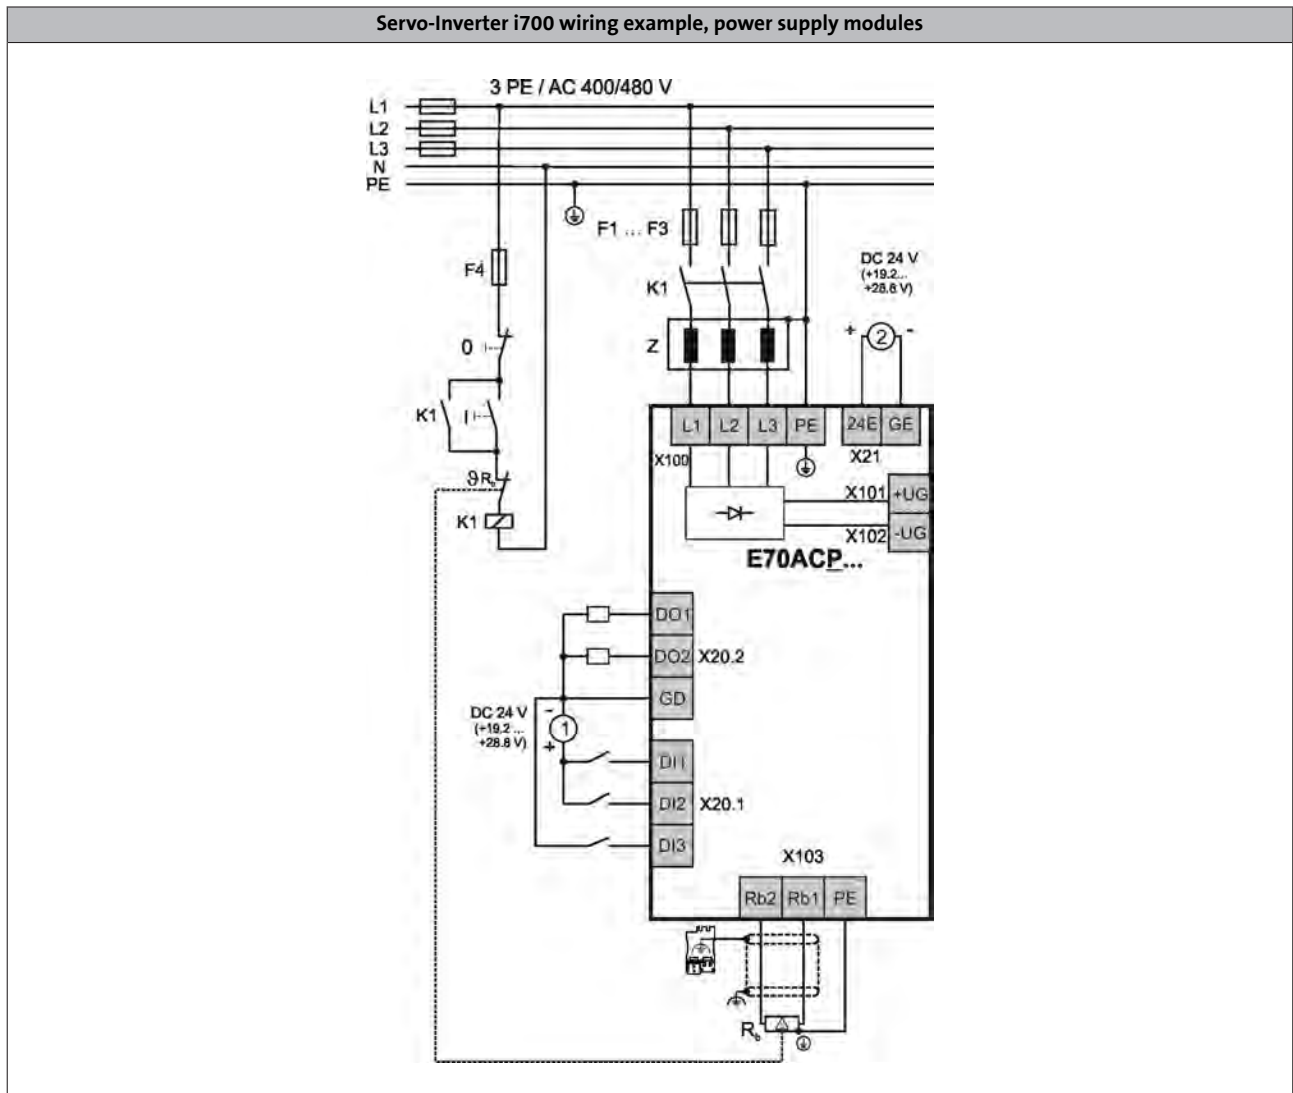 Servo-Inverter i700 wiring example, power supply modules
3 PE / AC 400/480 V
L1
L2
L3
N
PE
F1 ... F3
F4
DC 24 V
(+19.2...
+28.8 V)
K1
+ 2 -
0
Z
K1
I
L1 L2 L3 PE
24E GE
X100
X21
ϑRb
X101 +UG
K1
X102 -UG
E70ACP...
DO1
DO2 X20.2
GD
DC 24 V
(+19.2 ...
+28.8 V)
-
1
+
DI1
DI2 X20.1
DI3
X103
Rb2 Rb1 PE
Rb